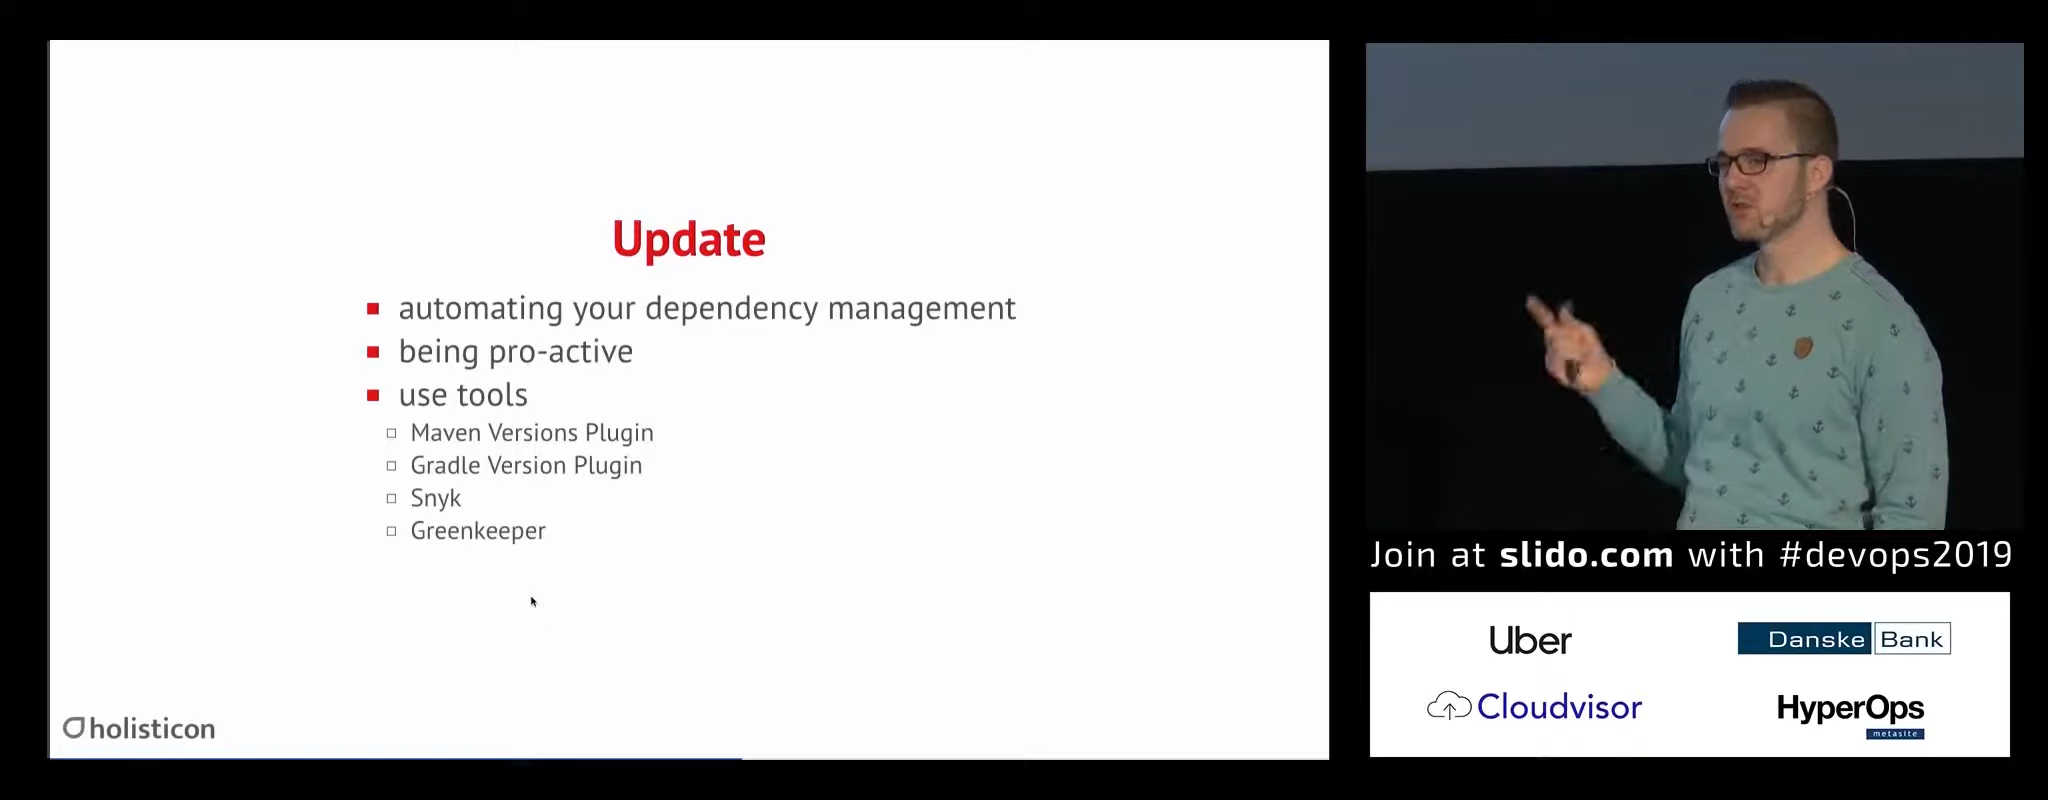 Update
automating your dependency management
being pro-active
use tools
Maven Versions Plugin
Gradle Version Plugin
Snyk
Greenkeeper
holisticon
Join at slido.com with #devops2019
Uber
Danske Bank
Cloudvisor
HyperOps
metasite